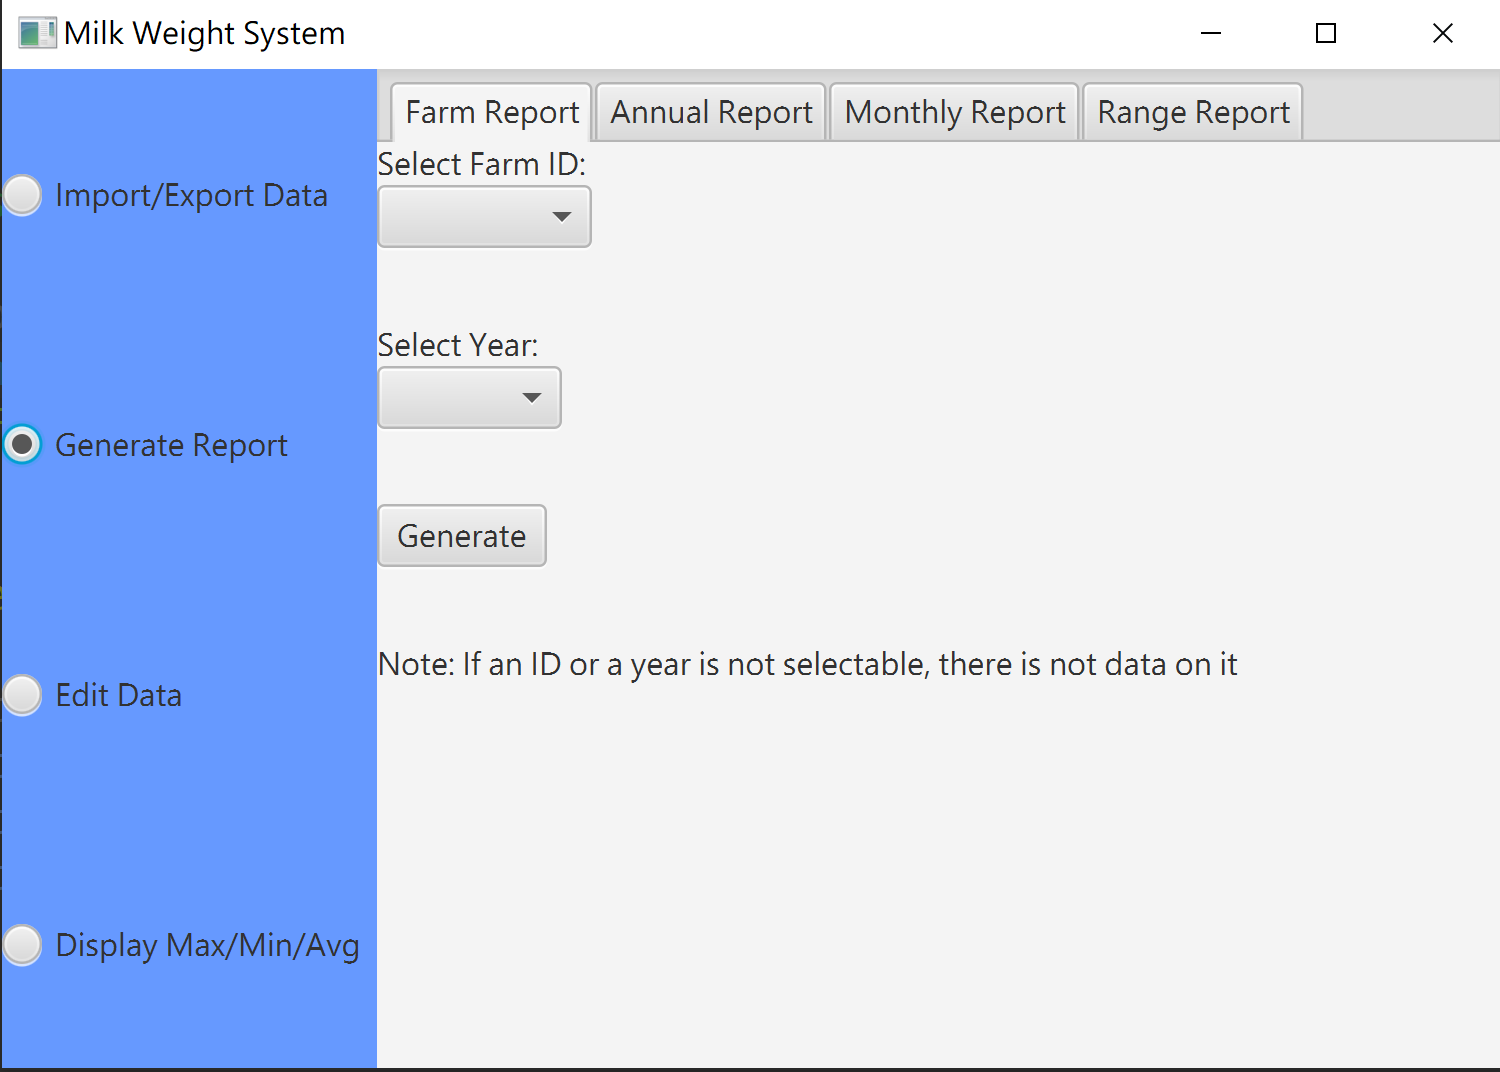 Milk Weight System
Import/Export Data
Generate Report
Edit Data
Display Max/Min/Avg
Farm Report Annual Report Monthly Report Range Report
Select Farm ID:
Select Year:
Generate
Note: If an ID or a year is not selectable, there is not data on it